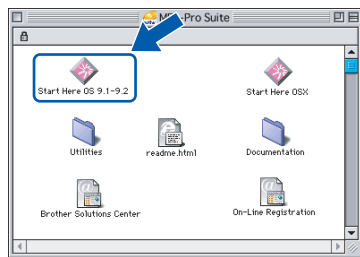 -Pro Suite
Start Here OS 9.1-9.2
Start Here OSX
Utilities
readme.html
Documentation
Brother Solutions Center
On-Line Registration